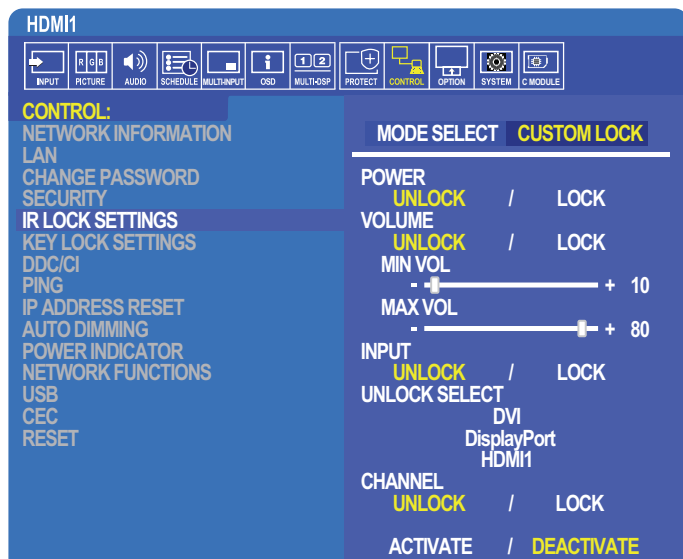 HDMI1
INPUT RGB PICTURE AUDIO SCHEDULE MULTI-INPUT OSD 1 2 MULTI-DSP PROTECT CONTROL OPTION SYSTEM C MODULE
CONTROL:
NETWORK INFORMATION
LAN
CHANGE PASSWORD
SECURITY
IR LOCK SETTINGS
KEY LOCK SETTINGS
DDC/CI
PING
IP ADDRESS RESET
AUTO DIMMING
POWER INDICATOR
NETWORK FUNCTIONS
USB
CEC
RESET
MODE SELECT CUSTOM LOCK
POWER
UNLOCK / LOCK
VOLUME
UNLOCK / LOCK
MIN VOL
- + 10
MAX VOL
- + 80
INPUT
UNLOCK / LOCK
UNLOCK SELECT
DVI
DisplayPort
HDMI1
CHANNEL
UNLOCK / LOCK
ACTIVATE / DEACTIVATE